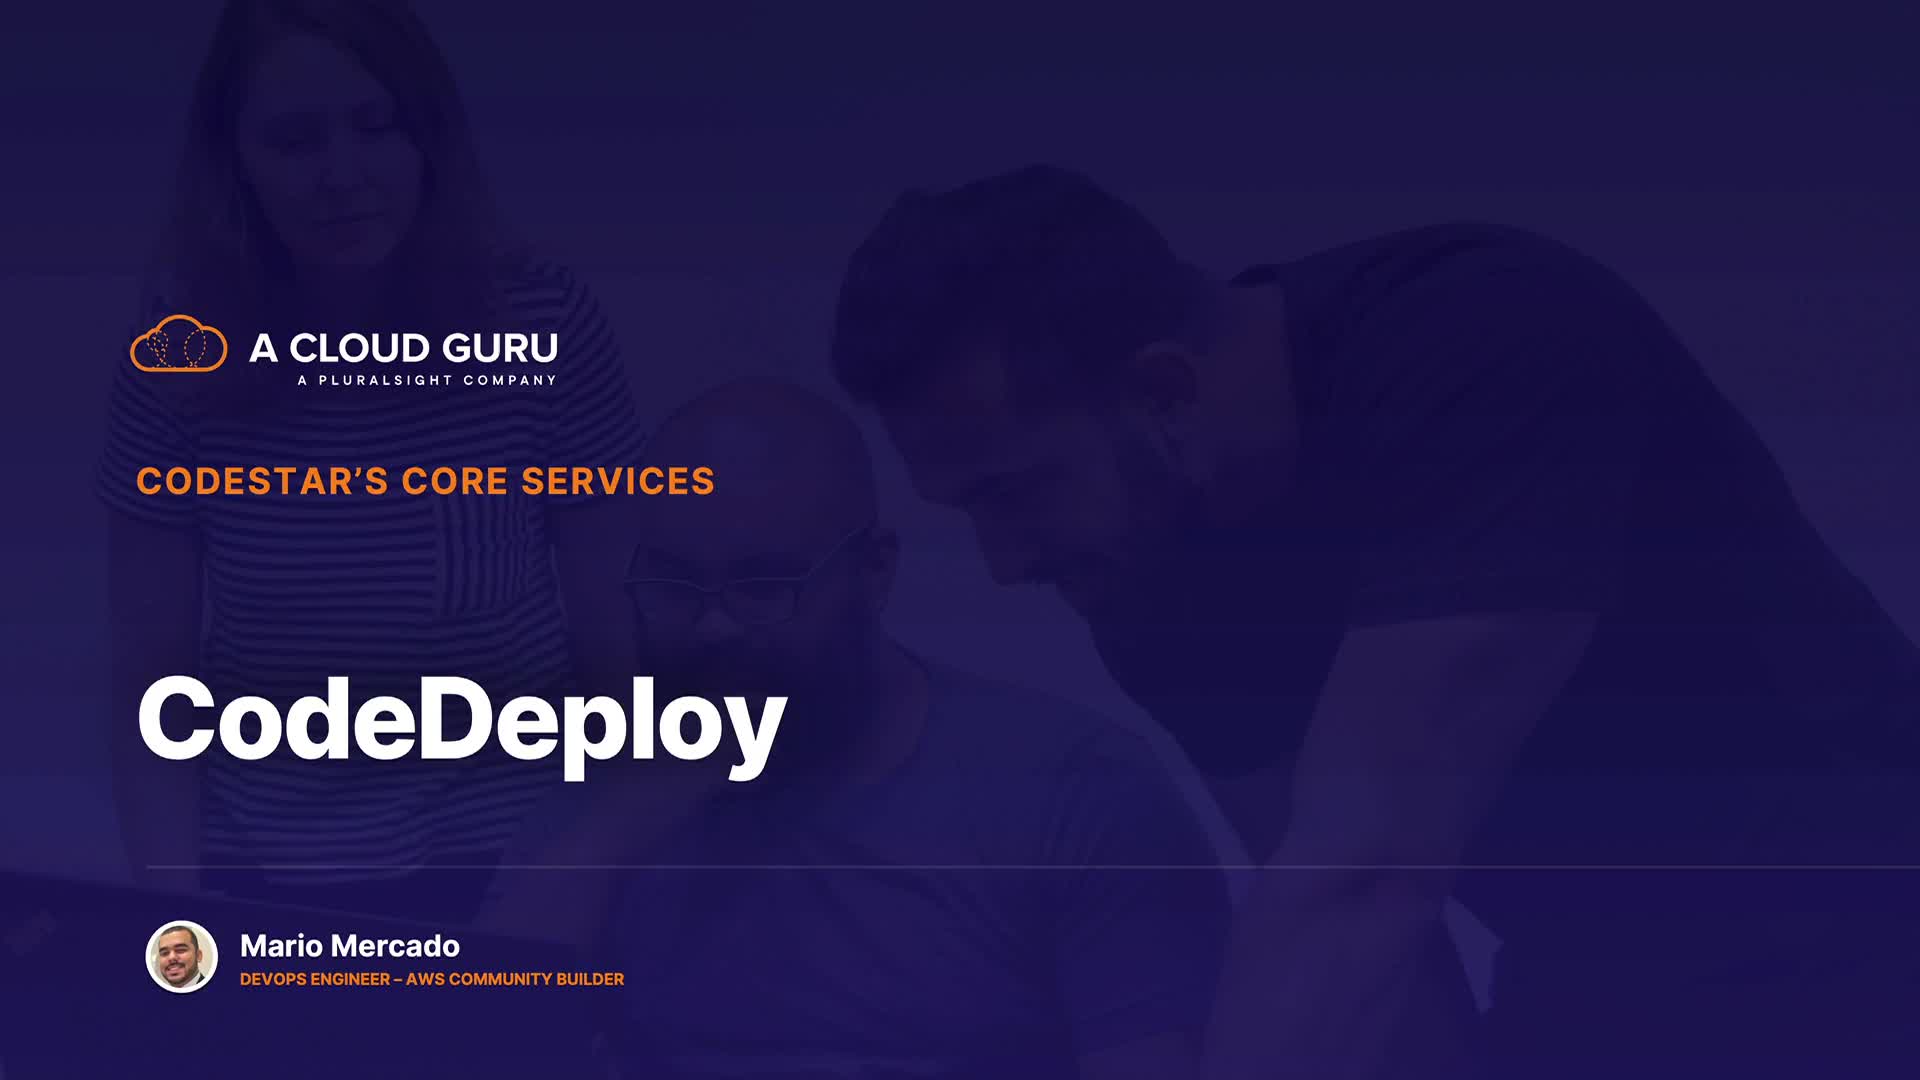 A CLOUD GURU
A PLURALSIGHT COMPANY
CODESTAR’S CORE SERVICES
CodeDeploy
Mario Mercado
DEVOPS ENGINEER – AWS COMMUNITY BUILDER